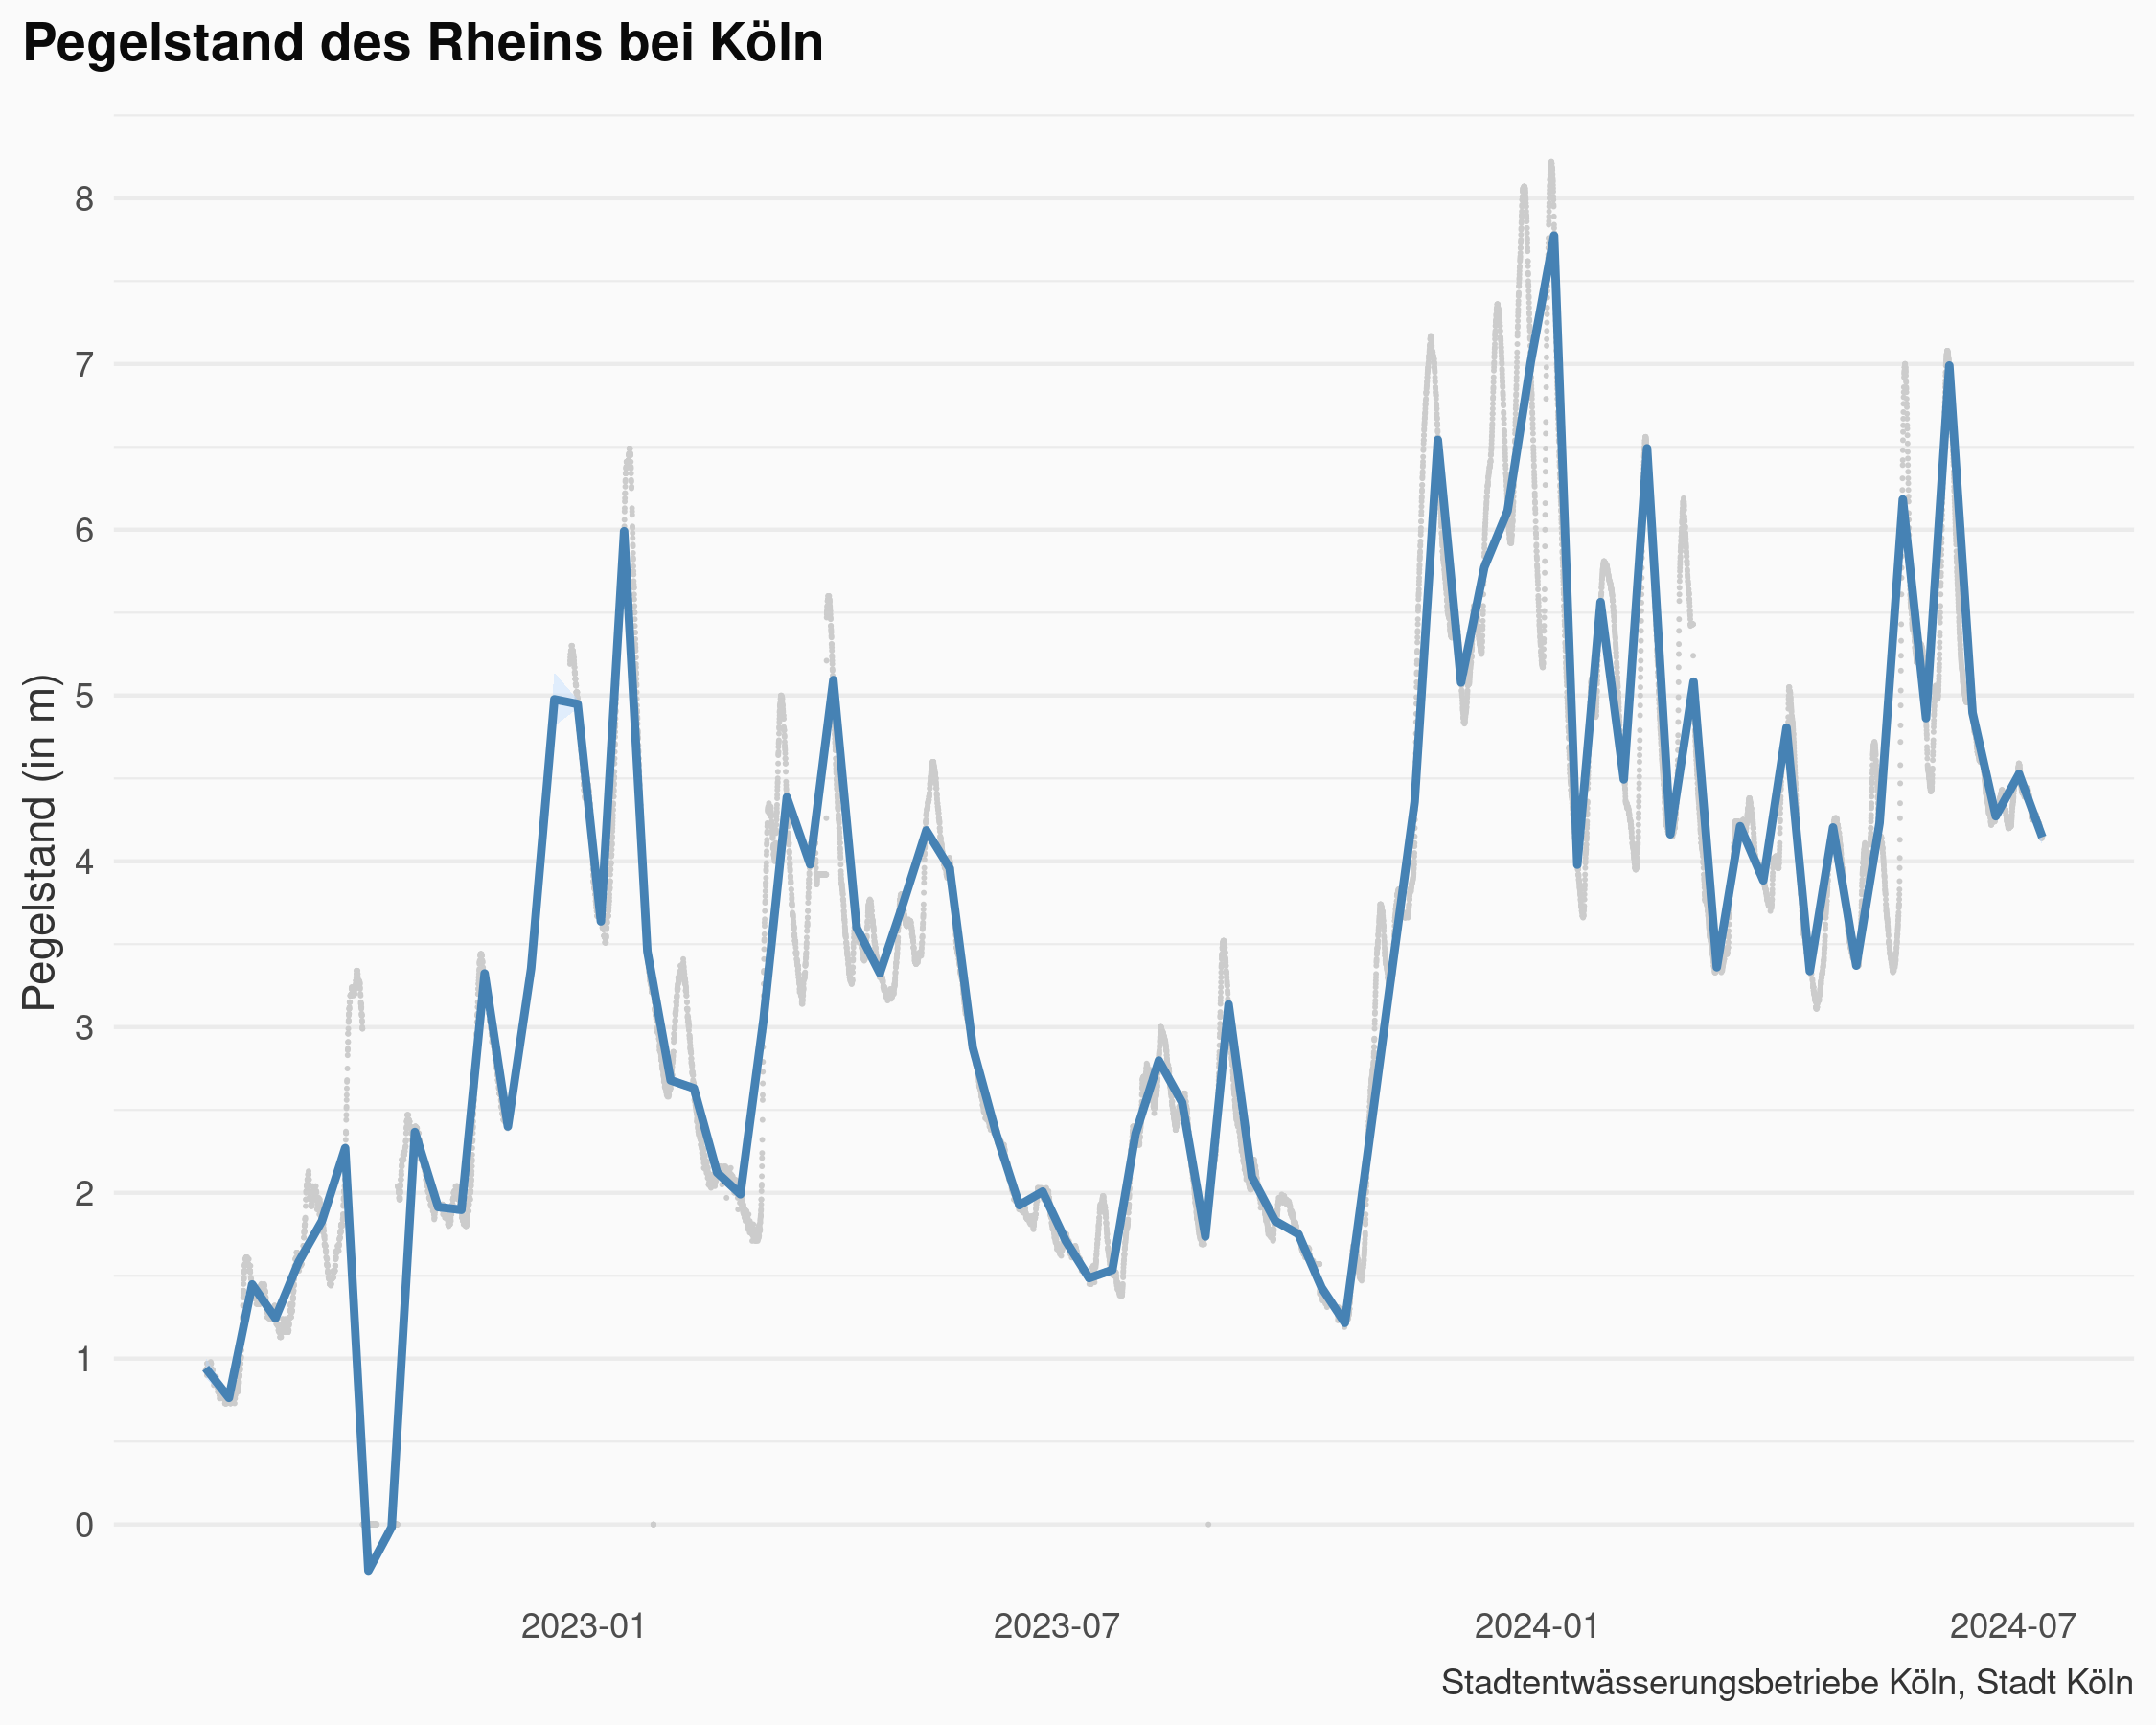 Pegelstand des Rheins bei Köln
Pegelstand (in m)
8
7
6
5
4
3
2
1
0
2023-01 2023-07 2024-01 2024-07
Stadtentwässerungsbetriebe Köln, Stadt Köln